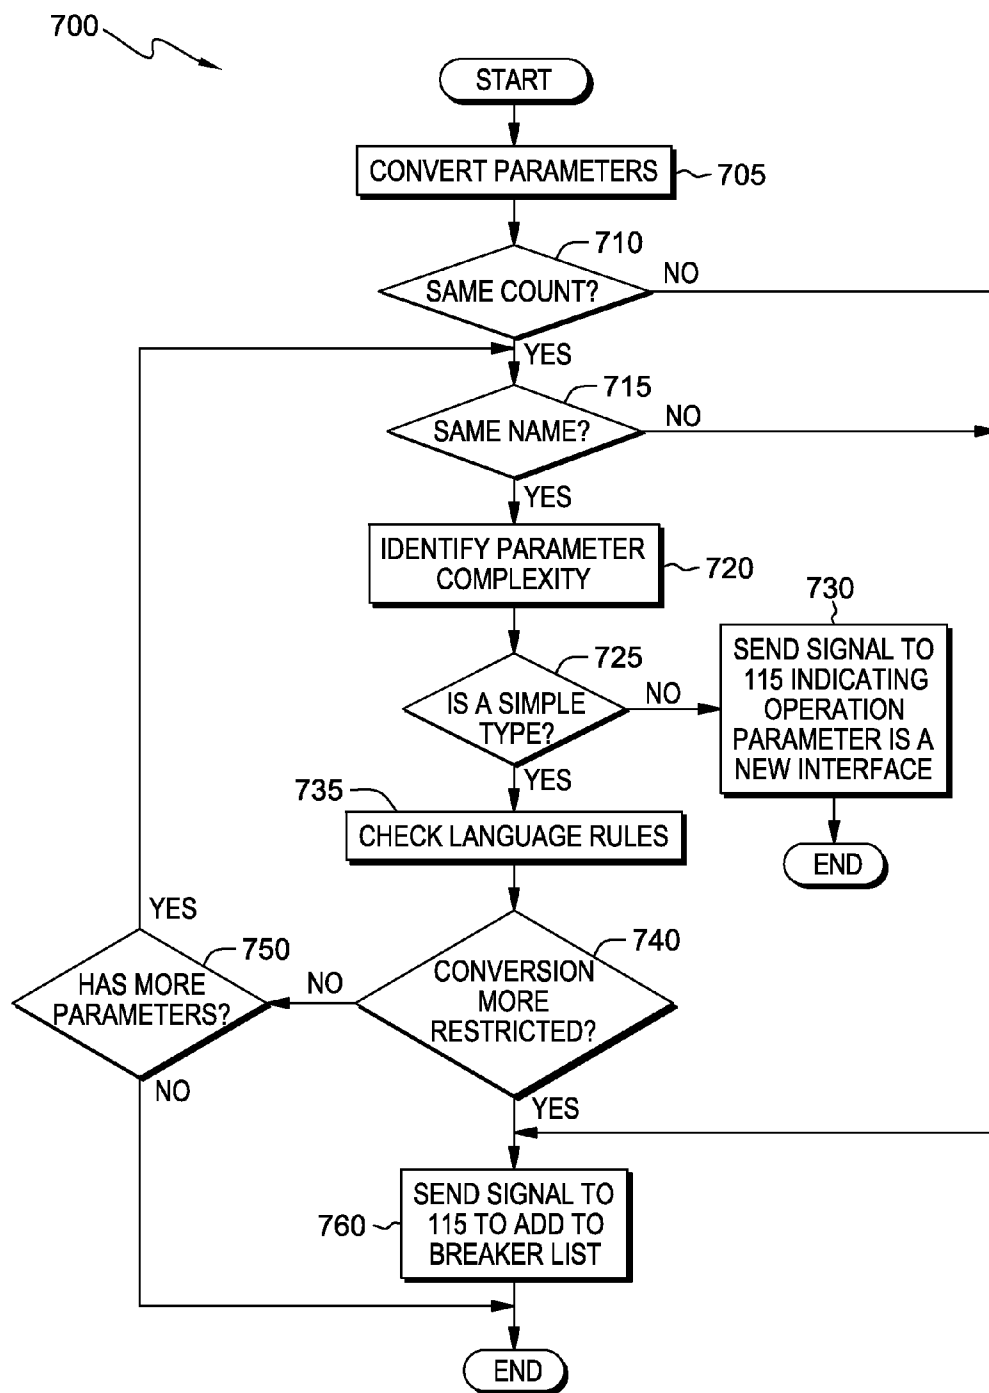 700
START
CONVERT PARAMETERS
705
710
SAME COUNT?
NO
YES
715
SAME NAME?
NO
YES
IDENTIFY PARAMETER
COMPLEXITY
720
725
IS A SIMPLE
TYPE?
NO
YES
730
SEND SIGNAL TO
115 INDICATING
OPERATION
PARAMETER IS A
NEW INTERFACE
END
735
CHECK LANGUAGE RULES
740
CONVERSION
MORE
RESTRICTED?
NO
YES
750
HAS MORE
PARAMETERS?
YES
NO
760
SEND SIGNAL TO
115 TO ADD TO
BREAKER LIST
END